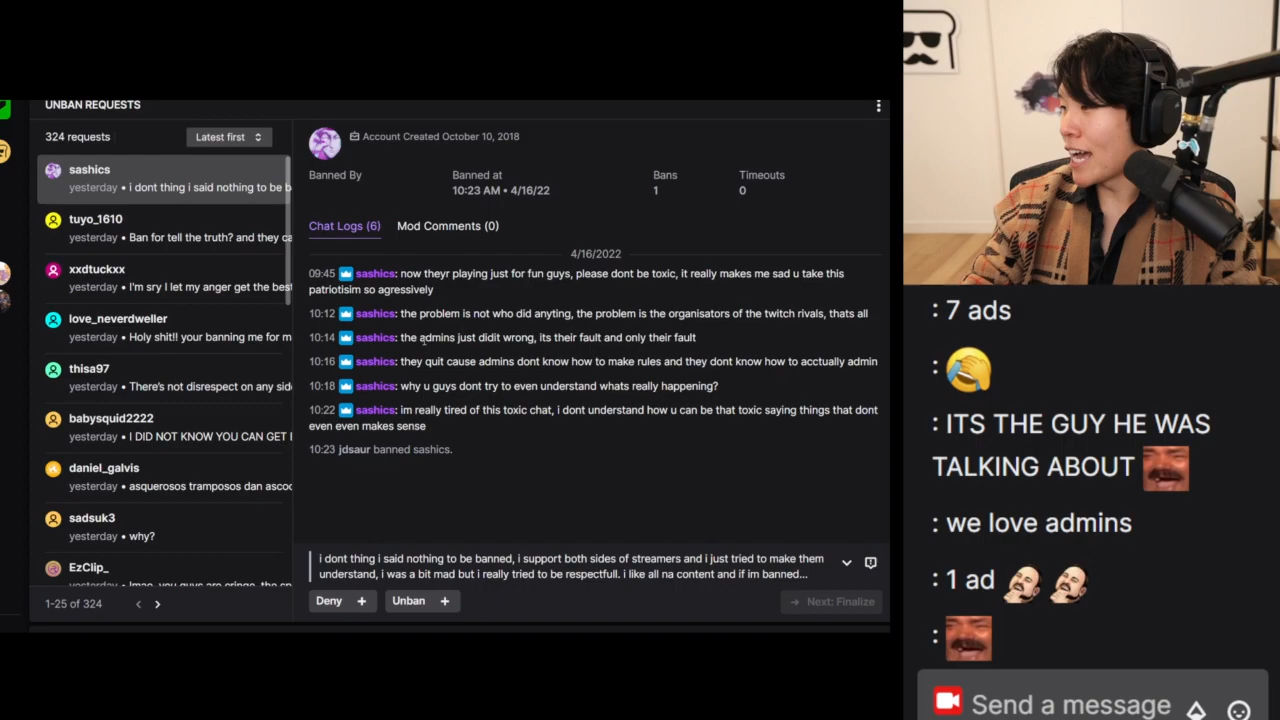 UNBAN REQUESTS
324 requests
Latest first
sashics
yesterday • i dont thing i said nothing to be b
tuyo_1610
yesterday • Ban for tell the truth? and they ca
xxdtuckxx
yesterday • I'm sry I let my anger get the best
love_neverdweller
yesterday • Holy shit!! your banning me for m
thisa97
yesterday • There's not disrespect on any side
babysquid2222
yesterday • I DID NOT KNOW YOU CAN GET
daniel_galvis
yesterday • asquerosos tramposos dan asco
sadsuk3
yesterday • why?
EzClip_
yesterday • lmao, you guys are cringe, the
1-25 of 324
Account Created October 10, 2018
Banned By
Banned at
Bans
Timeouts
10:23 AM • 4/16/22
1
0
Chat Logs (6)
Mod Comments (0)
4/16/2022
09:45 sashics: now theyr playing just for fun guys, please dont be toxic, it really makes me sad u take this
patriotisim so agressively
10:12 sashics: the problem is not who did anyting, the problem is the organisators of the twitch rivals, thats all
10:14 sashics: the admins just didit wrong, its their fault and only their fault
10:16 sashics: they quit cause admins dont know how to make rules and they dont know how to acctually admin
10:18 sashics: why u guys dont try to even understand whats really happening?
10:22 sashics: im really tired of this toxic chat, i dont understand how u can be that toxic saying things that dont
even even makes sense
10:23 jdsaur banned sashics.
i dont thing i said nothing to be banned, i support both sides of streamers and i just tried to make them
understand, i was a bit mad but i really tried to be respectfull. i like all na content and if im banned...
Deny +
Unban +
→ Next: Finalize
: 7 ads
:
: ITS THE GUY HE WAS
TALKING ABOUT
: we love admins
: 1 ad
:
Send a message